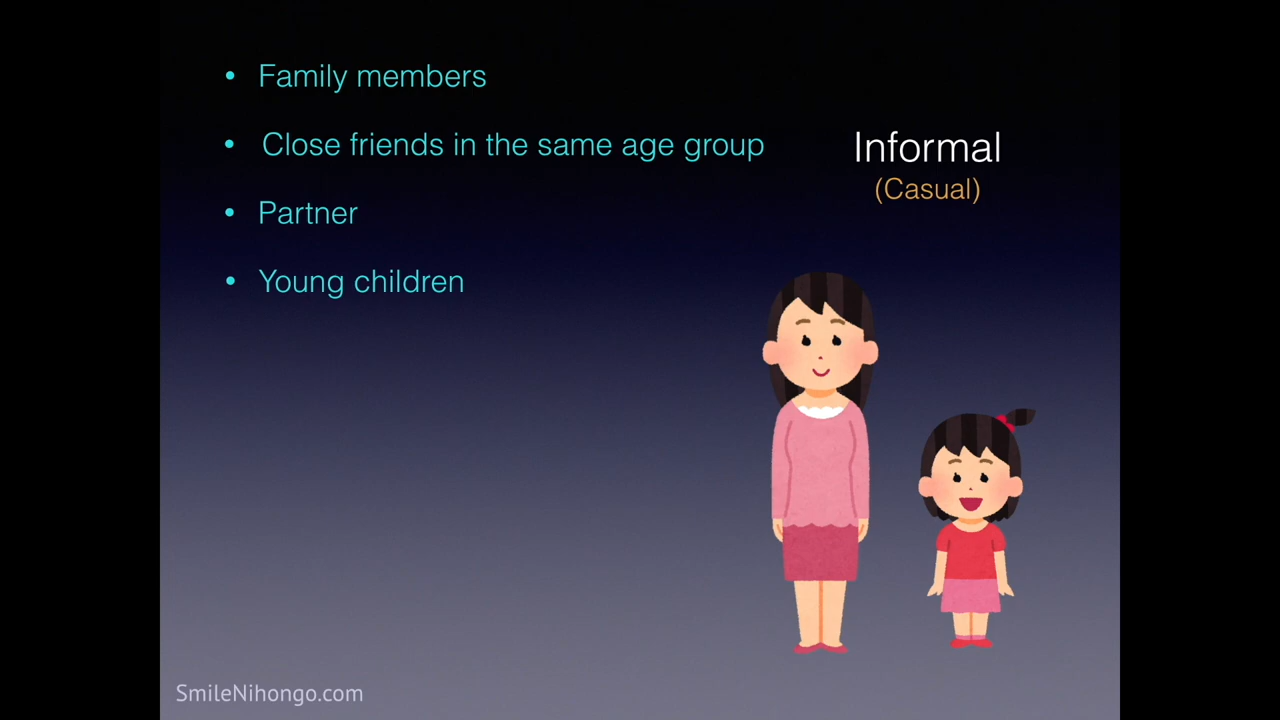 • Family members
• Close friends in the same age group
• Partner
• Young children
Informal
(Casual)
SmileNihongo.com